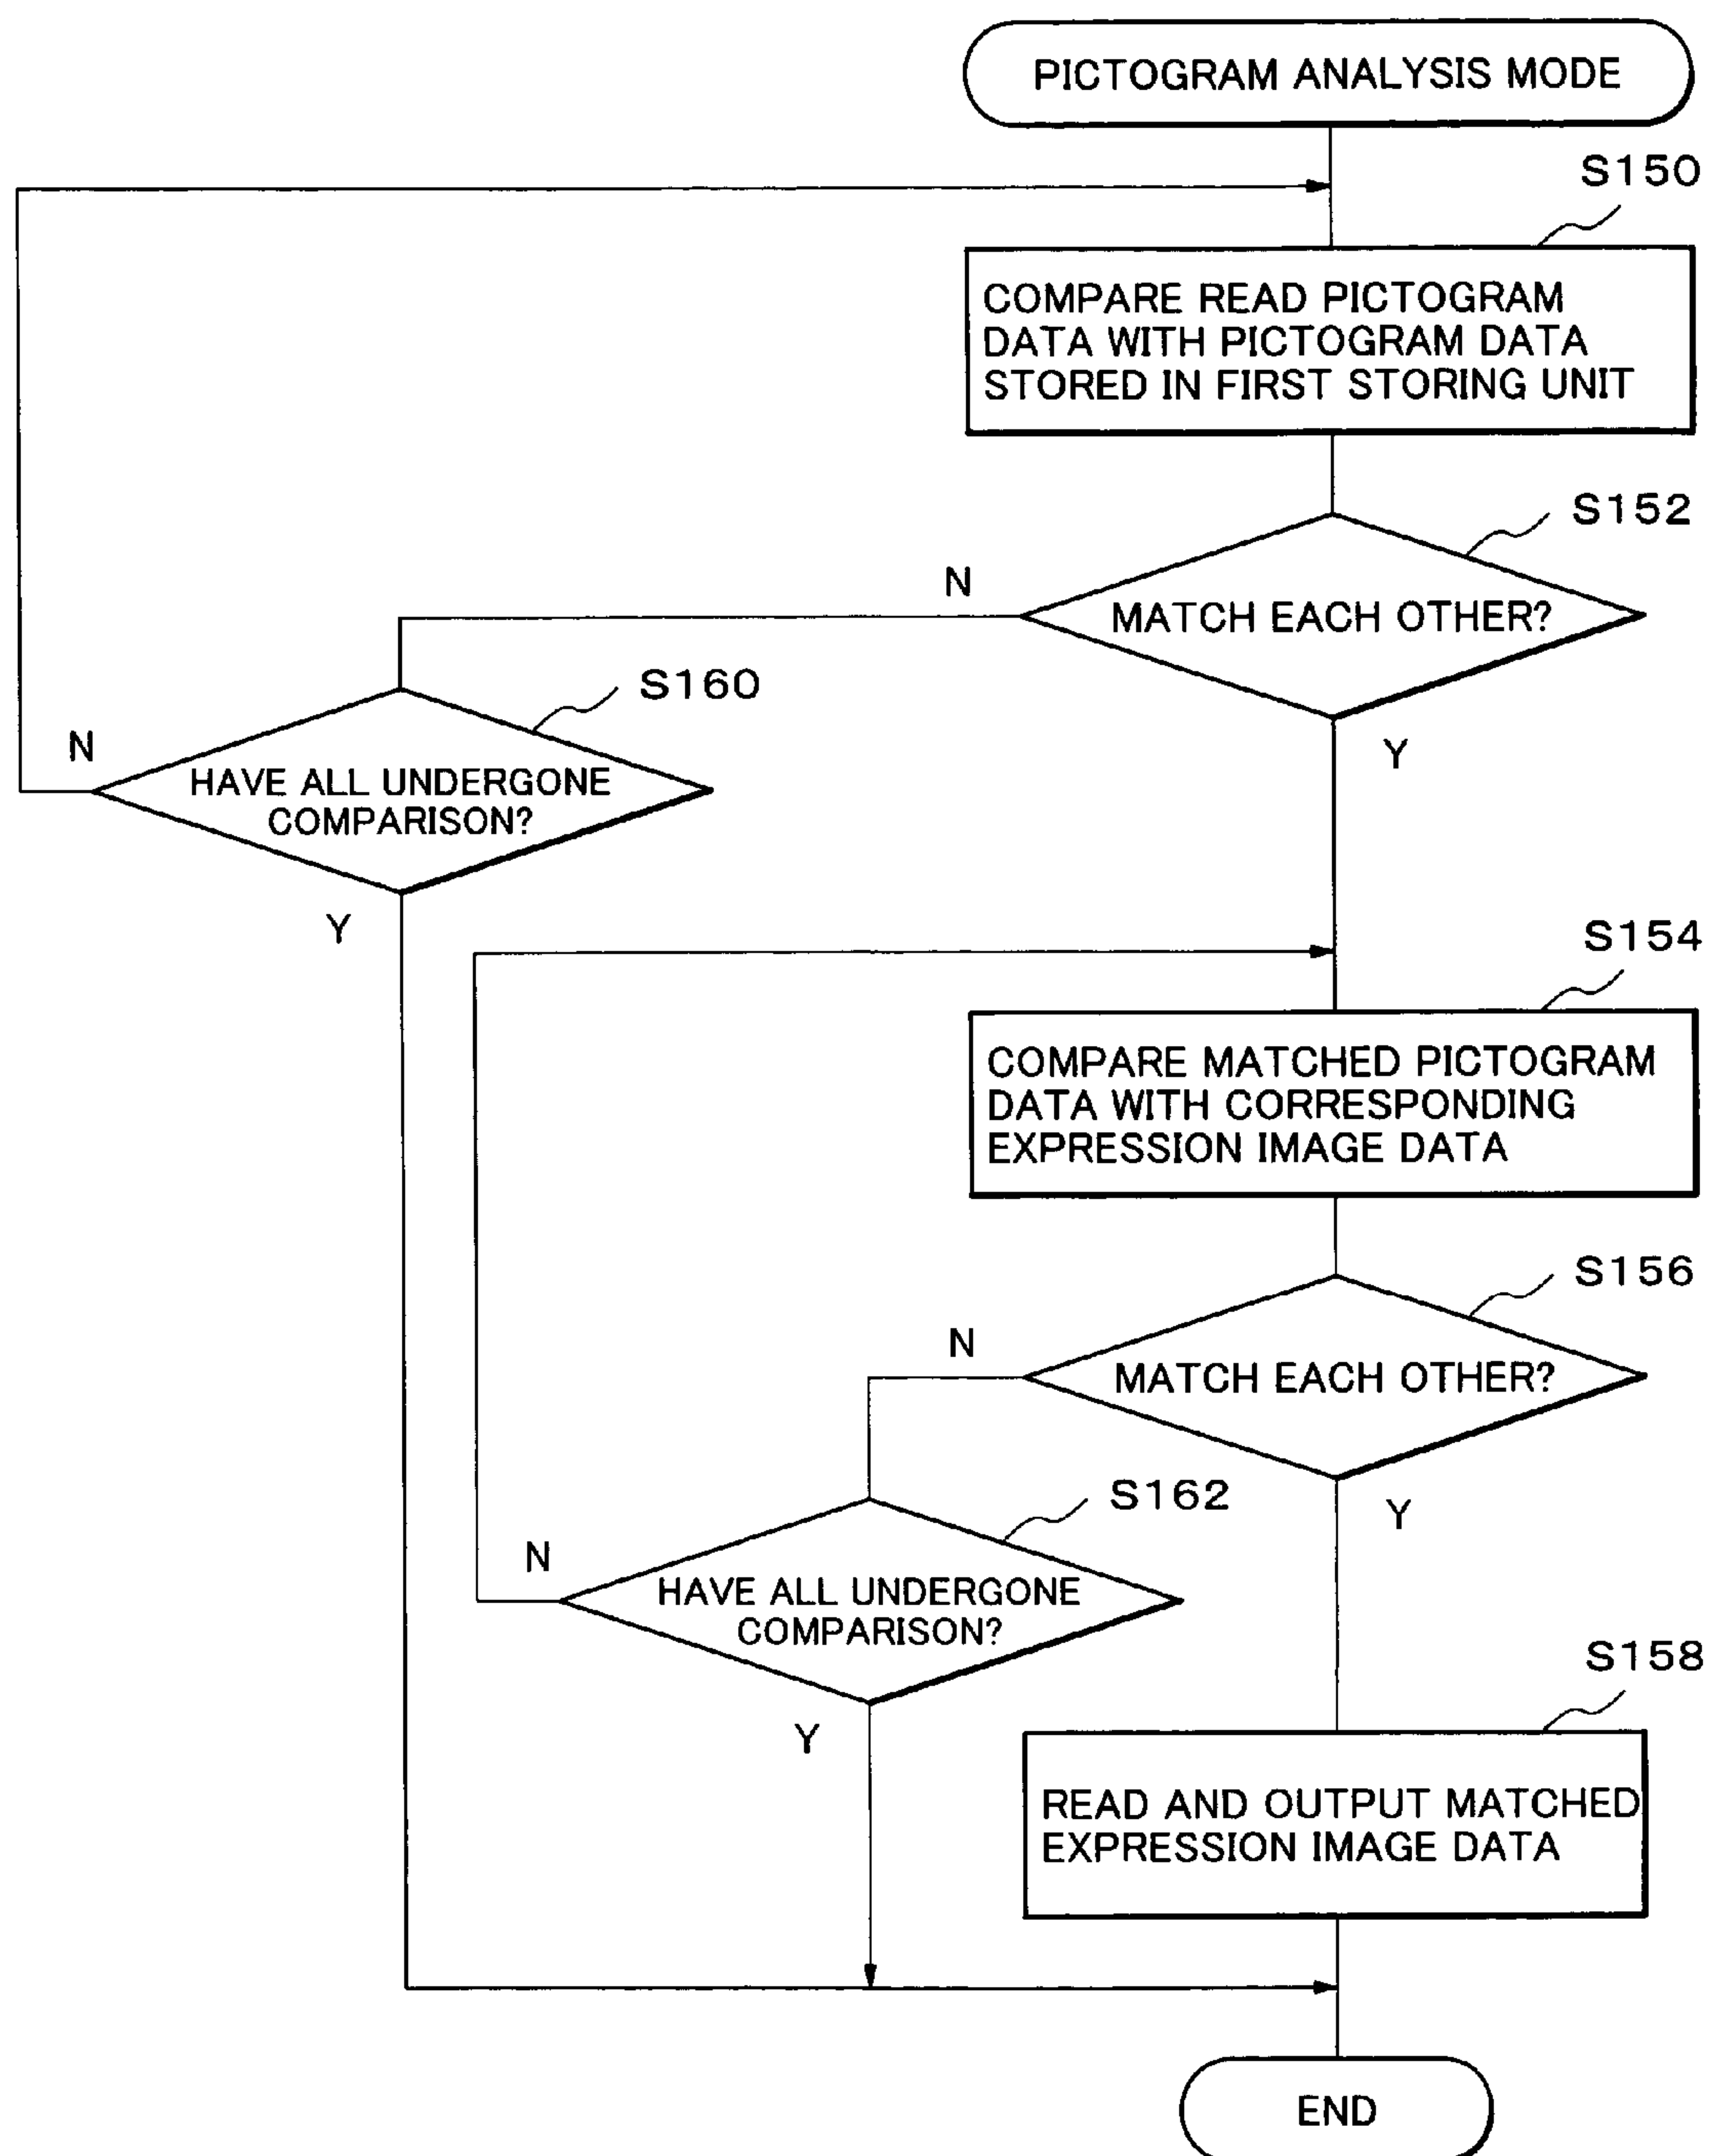 PICTOGRAM ANALYSIS MODE
S150
COMPARE READ PICTOGRAM
DATA WITH PICTOGRAM DATA
STORED IN FIRST STORING UNIT
S152
N
MATCH EACH OTHER?
Y
S160
N
HAVE ALL UNDERGONE
COMPARISON?
Y
S154
COMPARE MATCHED PICTOGRAM
DATA WITH CORRESPONDING
EXPRESSION IMAGE DATA
S156
N
MATCH EACH OTHER?
Y
S162
N
HAVE ALL UNDERGONE
COMPARISON?
Y
S158
READ AND OUTPUT MATCHED
EXPRESSION IMAGE DATA
END